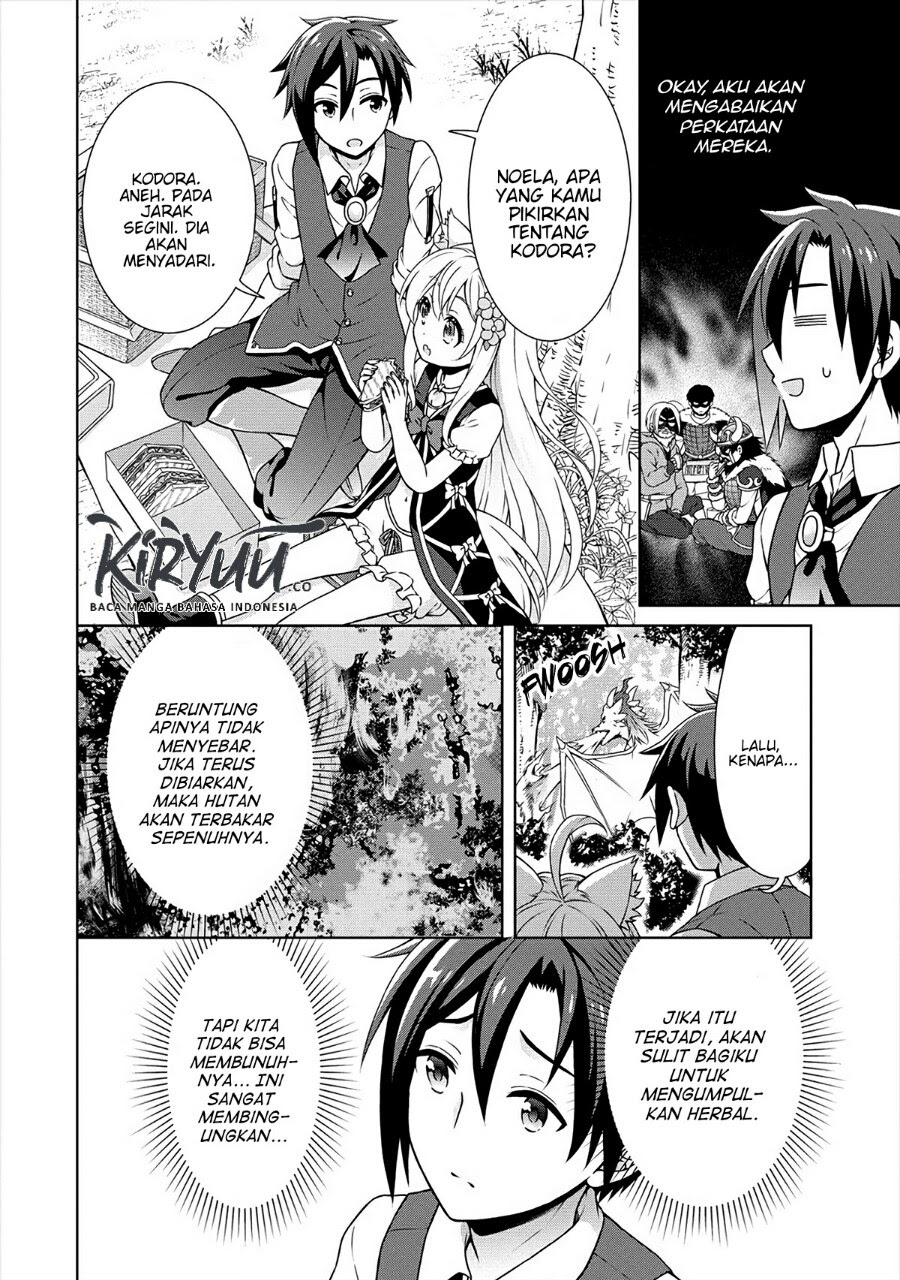 OKAY, AKU AKAN
MENGABAIKAN
PERKATAAN
MEREKA.
NOELA, APA
YANG KAMU
PIKIRKAN
TENTANG
KODORA?
KODORA.
ANEH. PADA
JARAK
SEGINI. DIA
AKAN
MENYADARI.
KIRYUU
.CO
BACA MANGA BAHASA INDONESIA
FWOOSH
LALU,
KENAPA...
BERUNTUNG
APINYA TIDAK
MENYEBAR.
JIKA TERUS
DIBIARKAN,
MAKA HUTAN
AKAN TERBAKAR
SEPENUHNYA.
JIKA ITU
TERJADI, AKAN
SULIT BAGIKU
UNTUK
MENGUMPUL-
KAN HERBAL.
TAPI KITA
TIDAK BISA
MEMBUNUH-
NYA... INI
SANGAT
MEMBING-
UNGKAN...